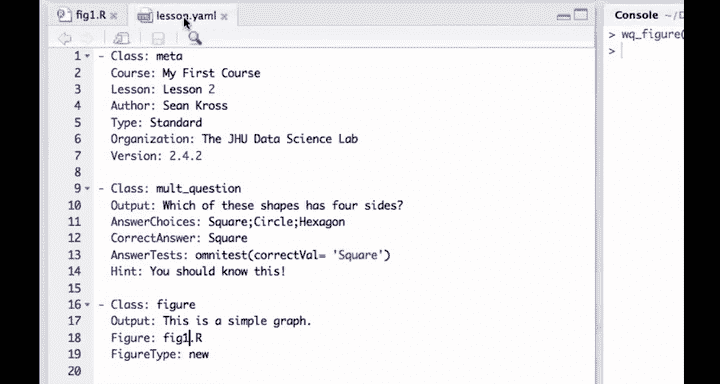 fig1.R
lesson.yaml
Console
> wq_figure(
>
1 - Class: meta
2 Course: My First Course
3 Lesson: Lesson 2
4 Author: Sean Kross
5 Type: Standard
6 Organization: The JHU Data Science Lab
7 Version: 2.4.2
8
9 - Class: mult_question
10 Output: Which of these shapes has four sides?
11 AnswerChoices: Square;Circle;Hexagon
12 CorrectAnswer: Square
13 AnswerTests: omnitest(correctVal= 'Square')
14 Hint: You should know this!
15
16 - Class: figure
17 Output: This is a simple graph.
18 Figure: fig1.R
19 FigureType: new
20